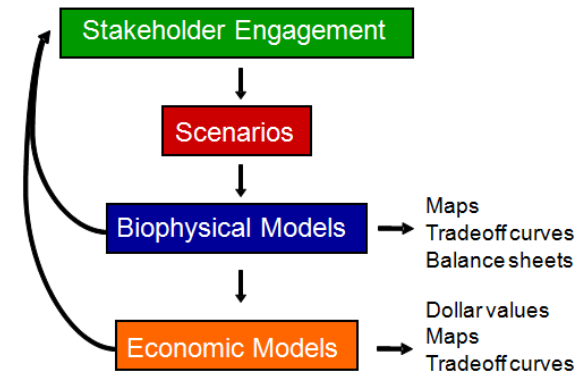 Stakeholder Engagement
Scenarios
Biophysical Models
Maps
Tradeoff curves
Balance sheets
Economic Models
Dollar values
Maps
Tradeoff curves